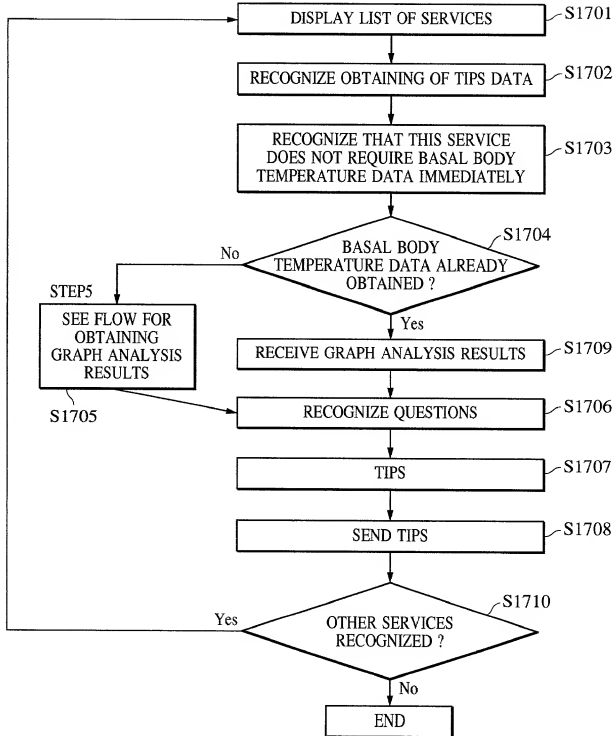 DISPLAY LIST OF SERVICES
S1701
RECOGNIZE OBTAINING OF TIPS DATA
S1702
RECOGNIZE THAT THIS SERVICE
DOES NOT REQUIRE BASAL BODY
TEMPERATURE DATA IMMEDIATELY
S1703
BASAL BODY
TEMPERATURE DATA ALREADY
OBTAINED ?
S1704
No
Yes
STEP5
SEE FLOW FOR
OBTAINING
GRAPH ANALYSIS
RESULTS
S1705
RECEIVE GRAPH ANALYSIS RESULTS
S1709
RECOGNIZE QUESTIONS
S1706
TIPS
S1707
SEND TIPS
S1708
OTHER SERVICES
RECOGNIZED ?
S1710
Yes
No
END